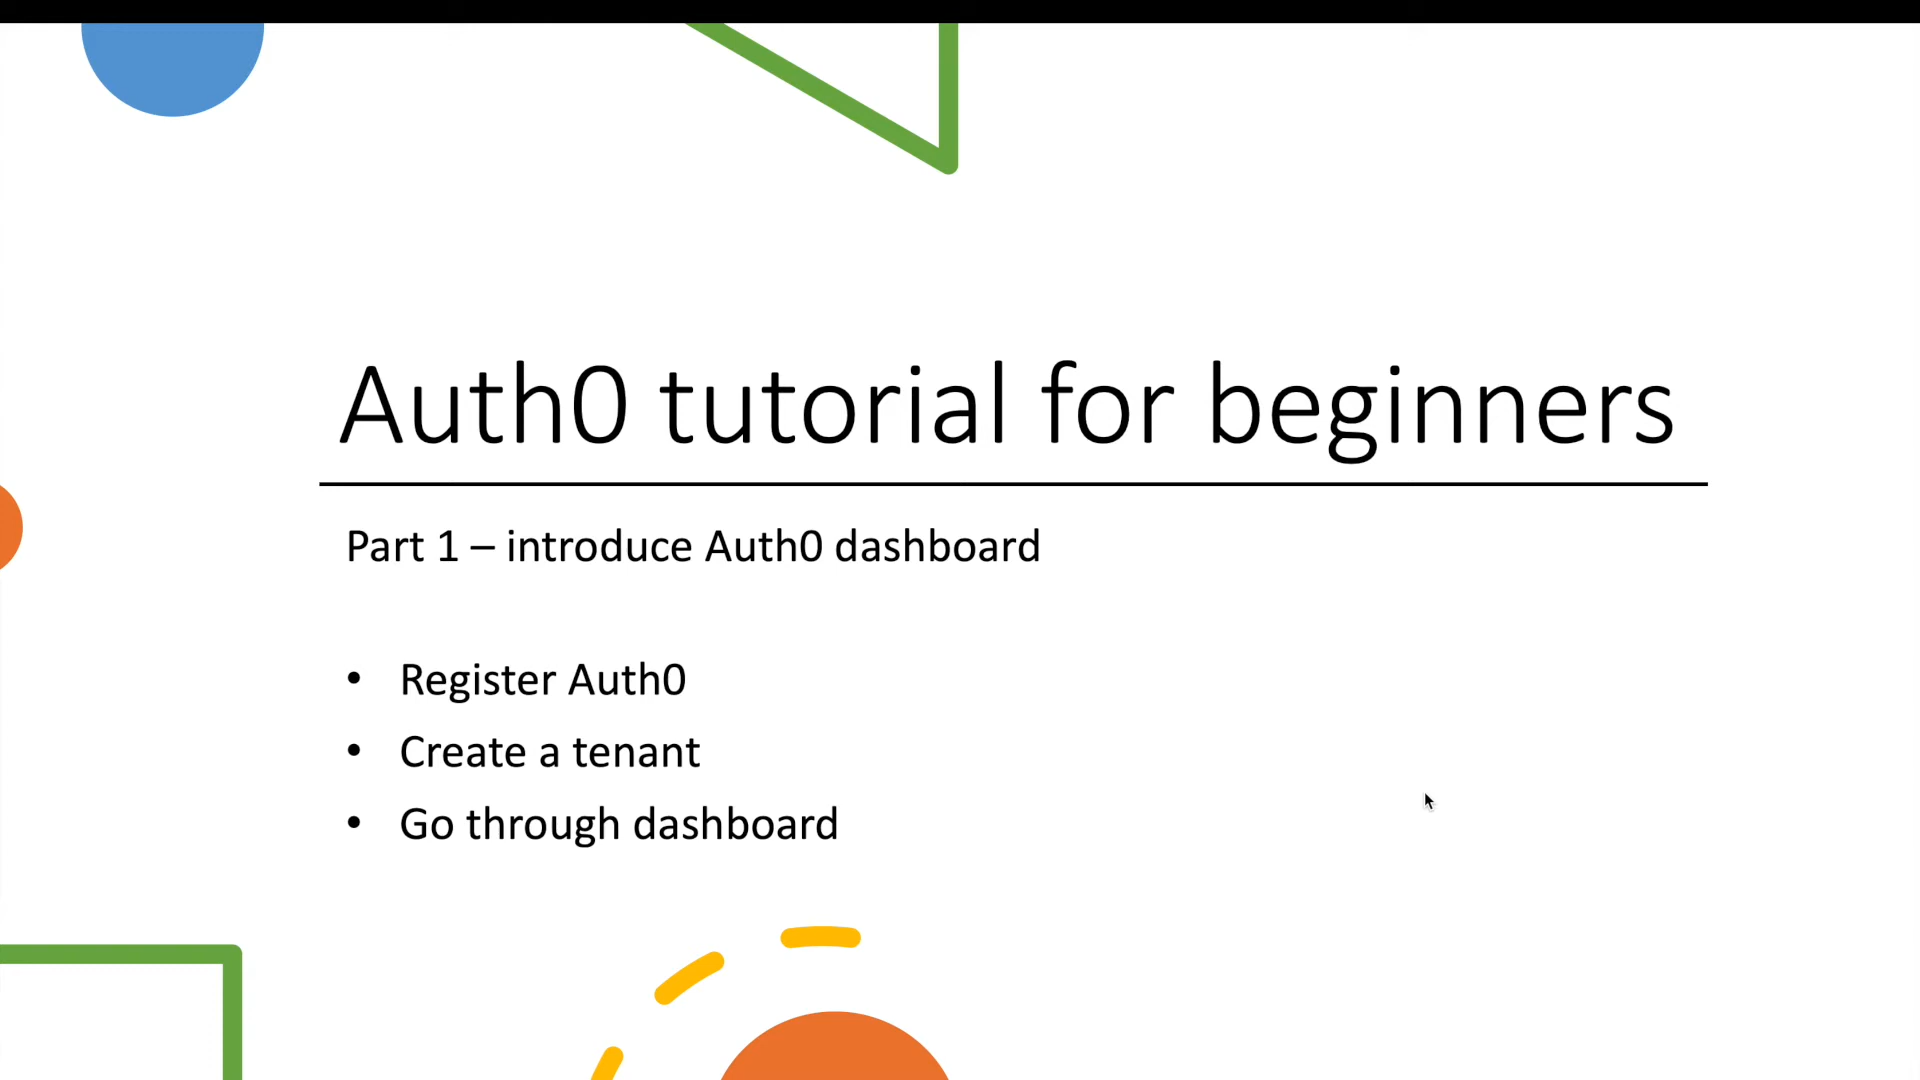 Auth0 tutorial for beginners
Part 1 – introduce Auth0 dashboard
• Register Auth0
• Create a tenant
• Go through dashboard